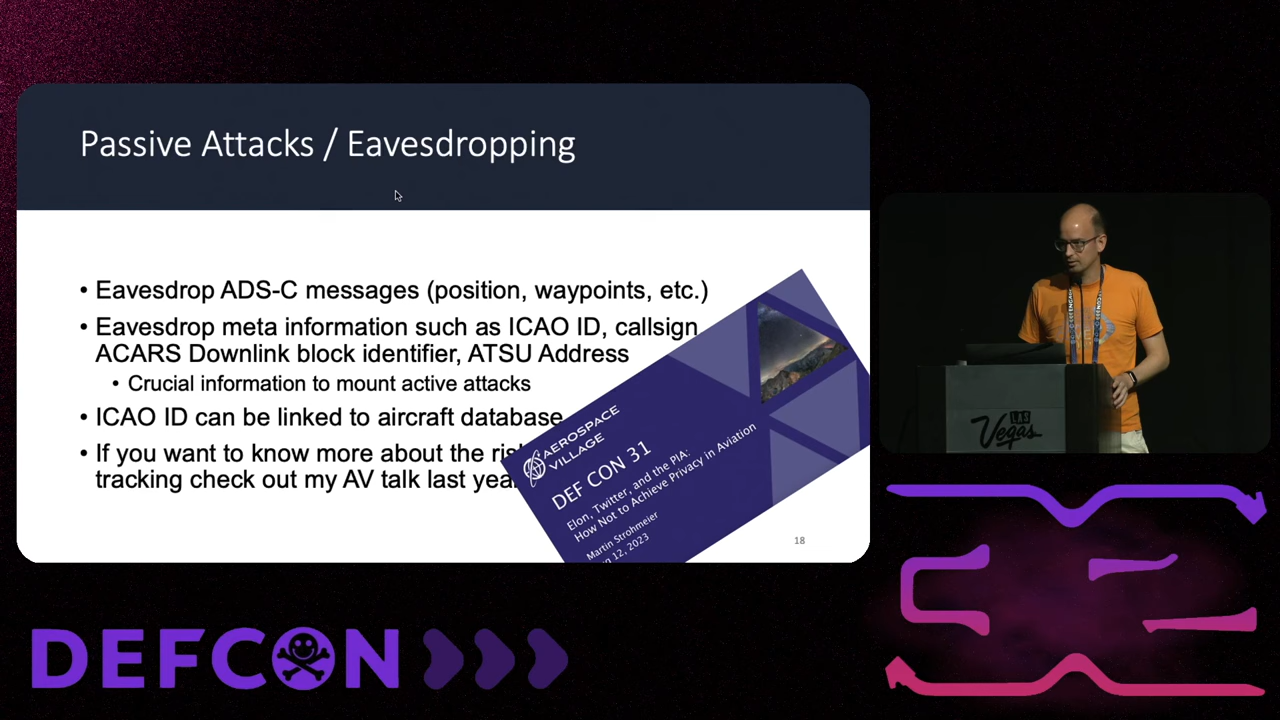 Passive Attacks / Eavesdropping
• Eavesdrop ADS-C messages (position, waypoints, etc.)
• Eavesdrop meta information such as ICAO ID, callsign
ACARS Downlink block identifier, ATSU Address
• Crucial information to mount active attacks
• ICAO ID can be linked to aircraft database
• If you want to know more about the
tracking check out my AV talk last
AEROSPACE
VILLAGE
DEF CON 31
Elon, Twitter, and the PIA:
How Not to Achieve Privacy in Aviation
Martin Strohmeier
12, 2023
18
LAS
Vegas
DEFCON